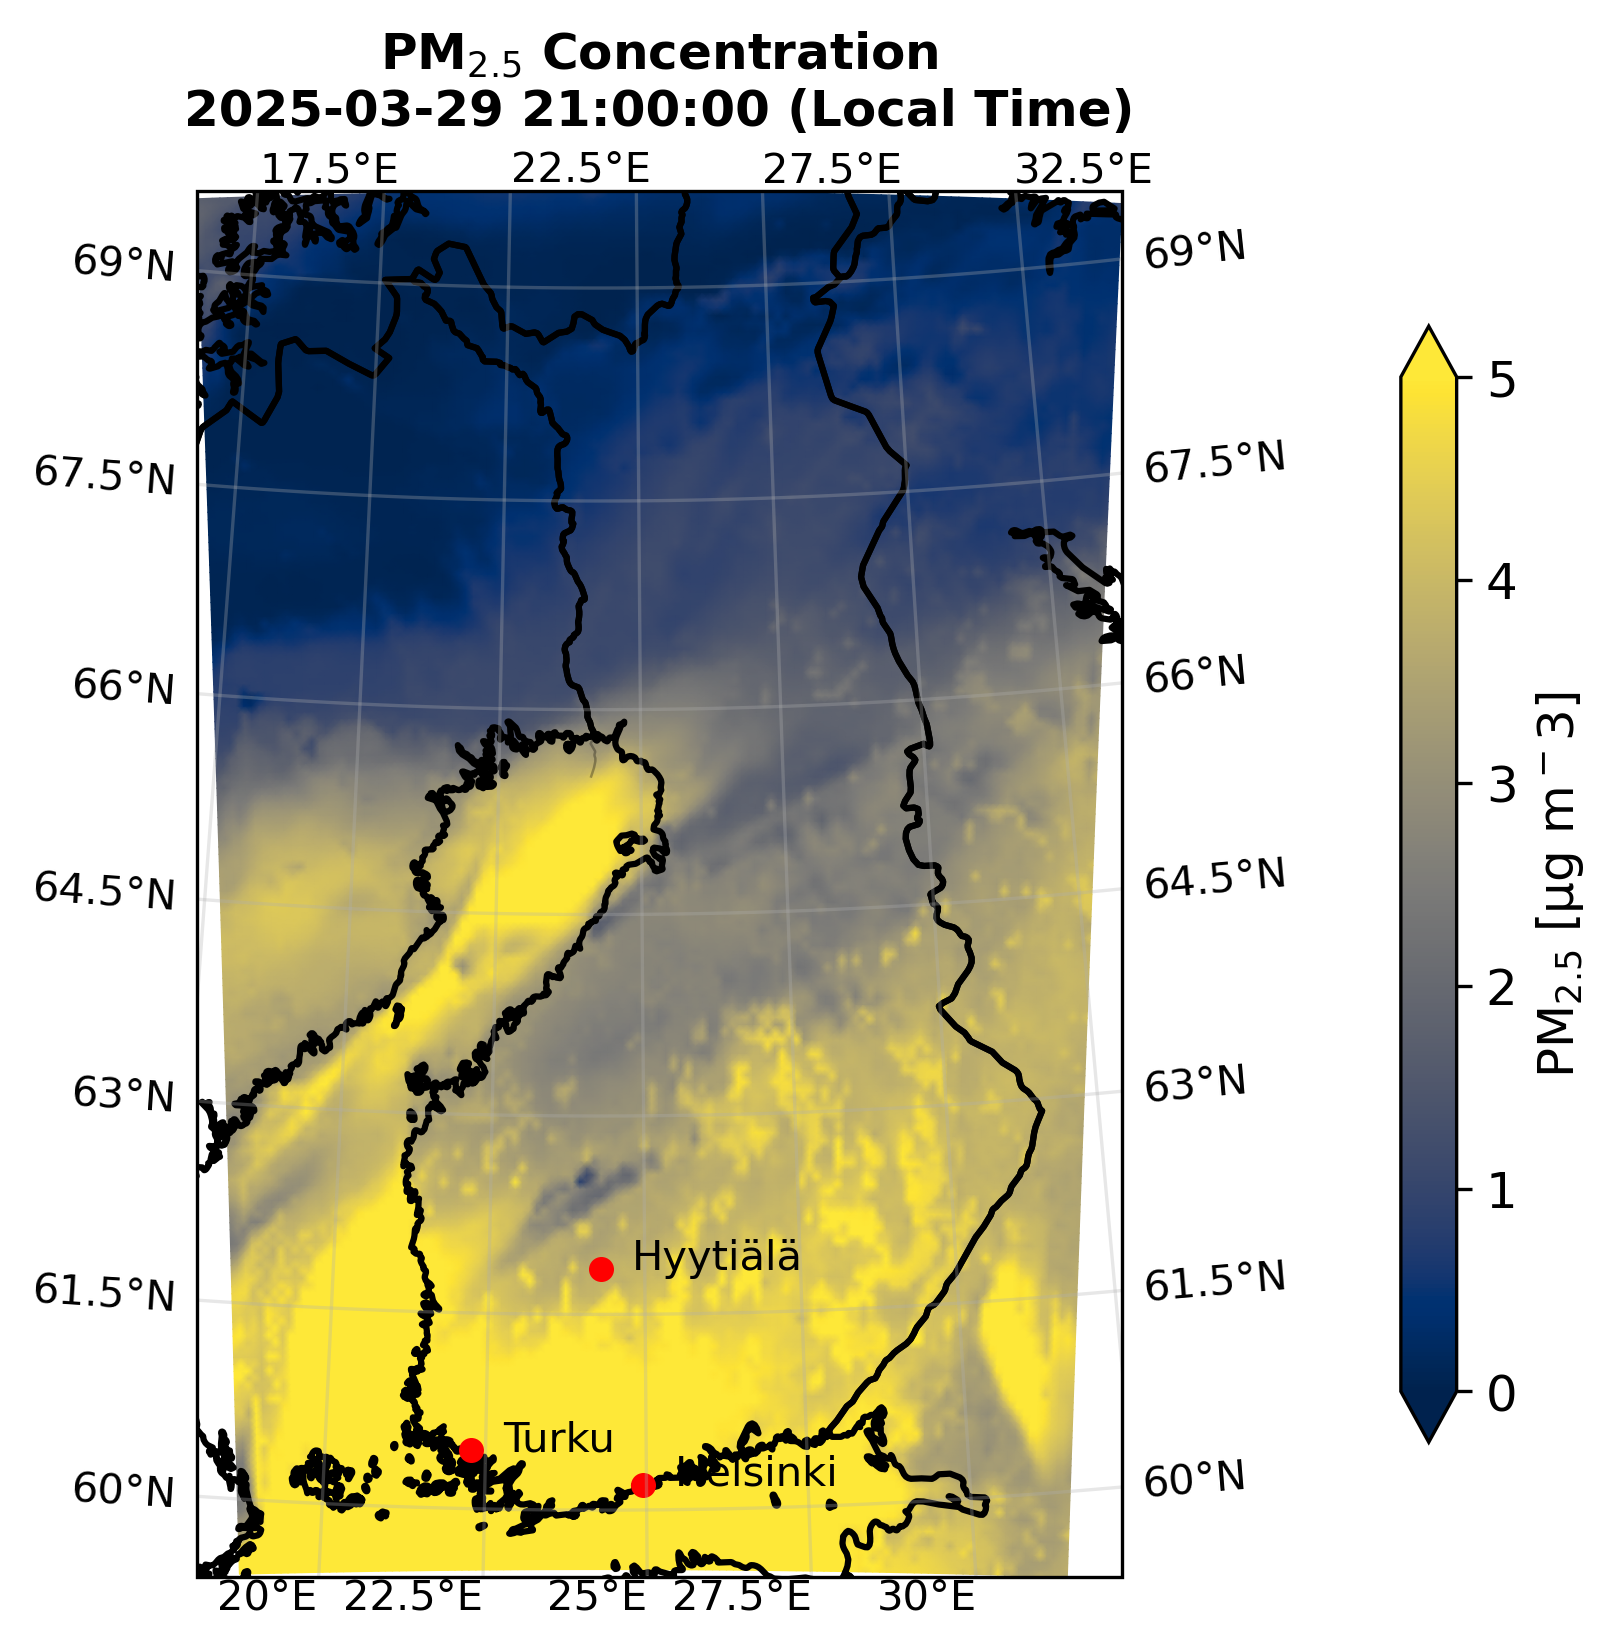 PM2.5 Concentration
2025-03-29 21:00:00 (Local Time)
17.5°E 22.5°E 27.5°E 32.5°E
69°N 69°N
67.5°N 67.5°N
66°N 66°N
64.5°N 64.5°N
63°N 63°N
61.5°N 61.5°N
60°N 60°N
Hyytiälä
Turku
Helsinki
20°E 22.5°E 25°E 27.5°E 30°E
5
4
3
2
1
0
PM2.5 [µg m⁻3]